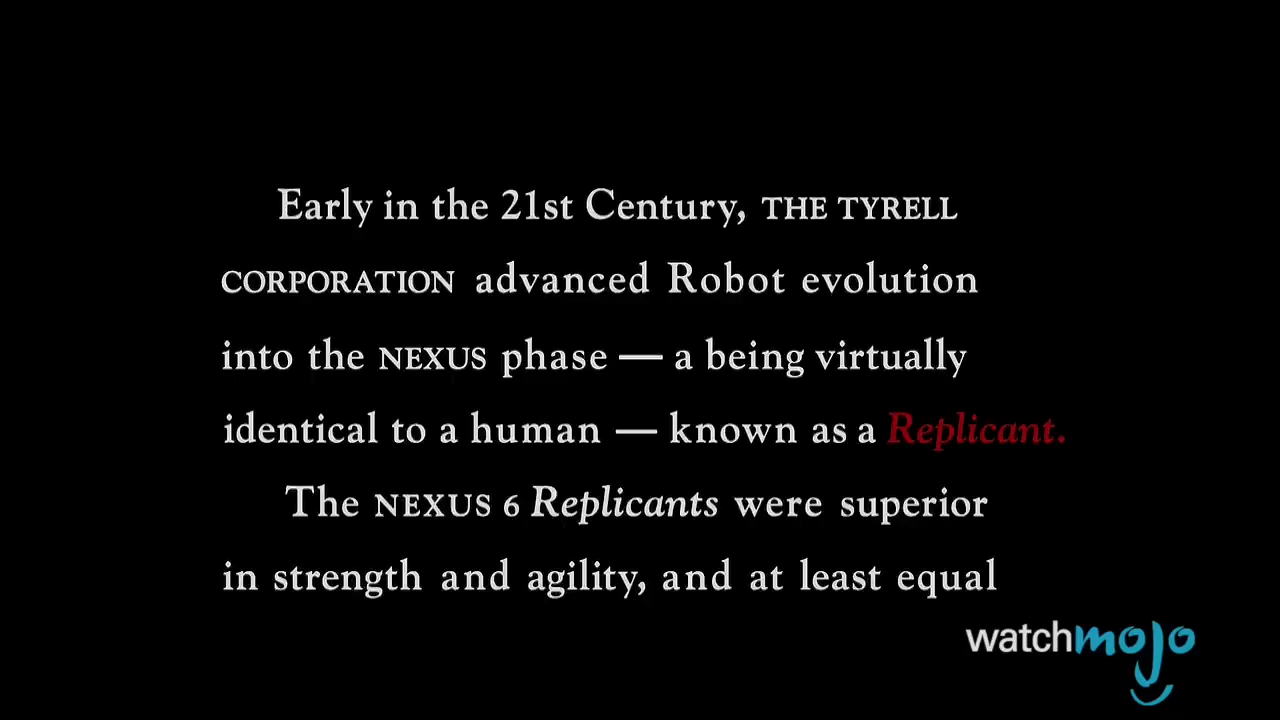 Early in the 21st Century, THE TYRELL
CORPORATION advanced Robot evolution
into the NEXUS phase — a being virtually
identical to a human — known as a Replicant.
The NEXUS 6 Replicants were superior
in strength and agility, and at least equal
watchmojo